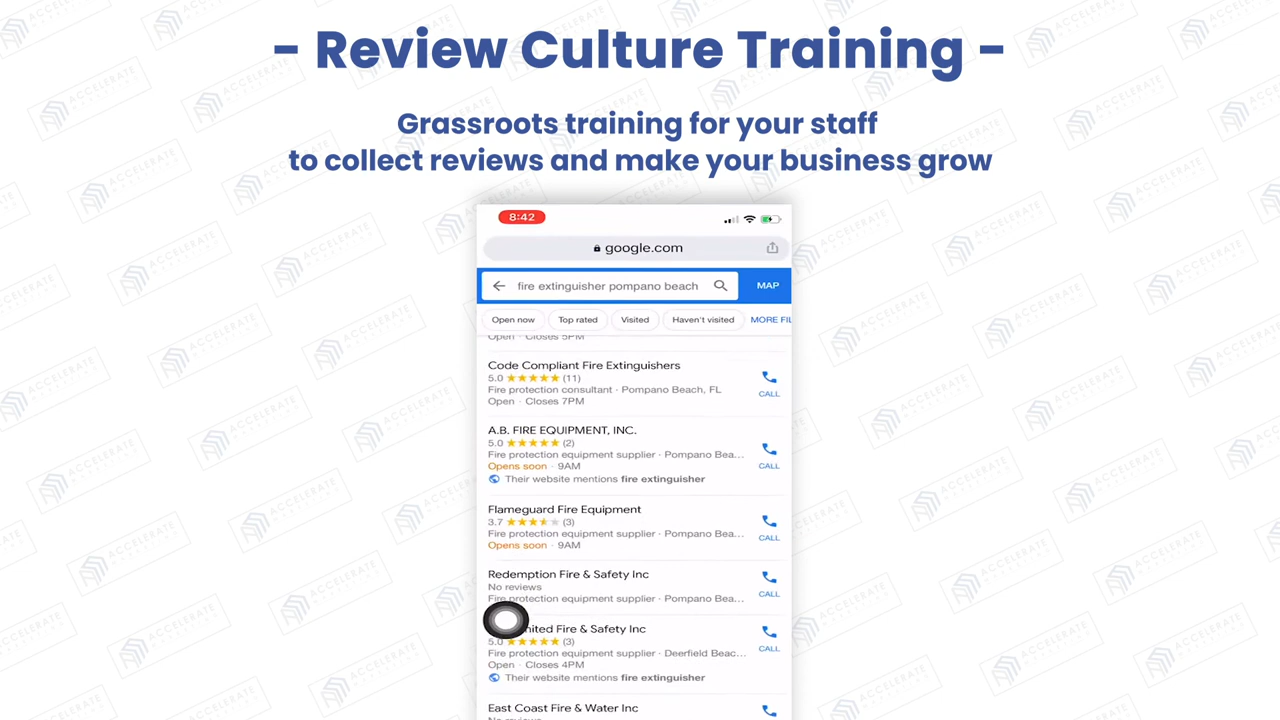 - Review Culture Training -
Grassroots training for your staff
to collect reviews and make your business grow
8:42
google.com
fire extinguisher pompano beach
MAP
Open now
Top rated
Visited
Haven't visited
MORE FIL
Open · Closes 5PM
Code Compliant Fire Extinguishers
5.0 ★★★★★ (11)
Fire protection consultant · Pompano Beach, FL
Open · Closes 7PM
CALL
A.B. FIRE EQUIPMENT, INC.
5.0 ★★★★★ (2)
Fire protection equipment supplier · Pompano Bea...
Opens soon · 9AM
CALL
Their website mentions fire extinguisher
Flameguard Fire Equipment
3.7 (3)
Fire protection equipment supplier · Pompano Bea...
Opens soon · 9AM
CALL
Redemption Fire & Safety Inc
No reviews
Fire protection equipment supplier · Pompano Bea...
CALL
Fire & Safety Inc
5.0 ★★★★★ (3)
Fire protection equipment supplier · Deerfield Beac...
Open · Closes 4PM
CALL
Their website mentions fire extinguisher
East Coast Fire & Water Inc
ACCELERATE